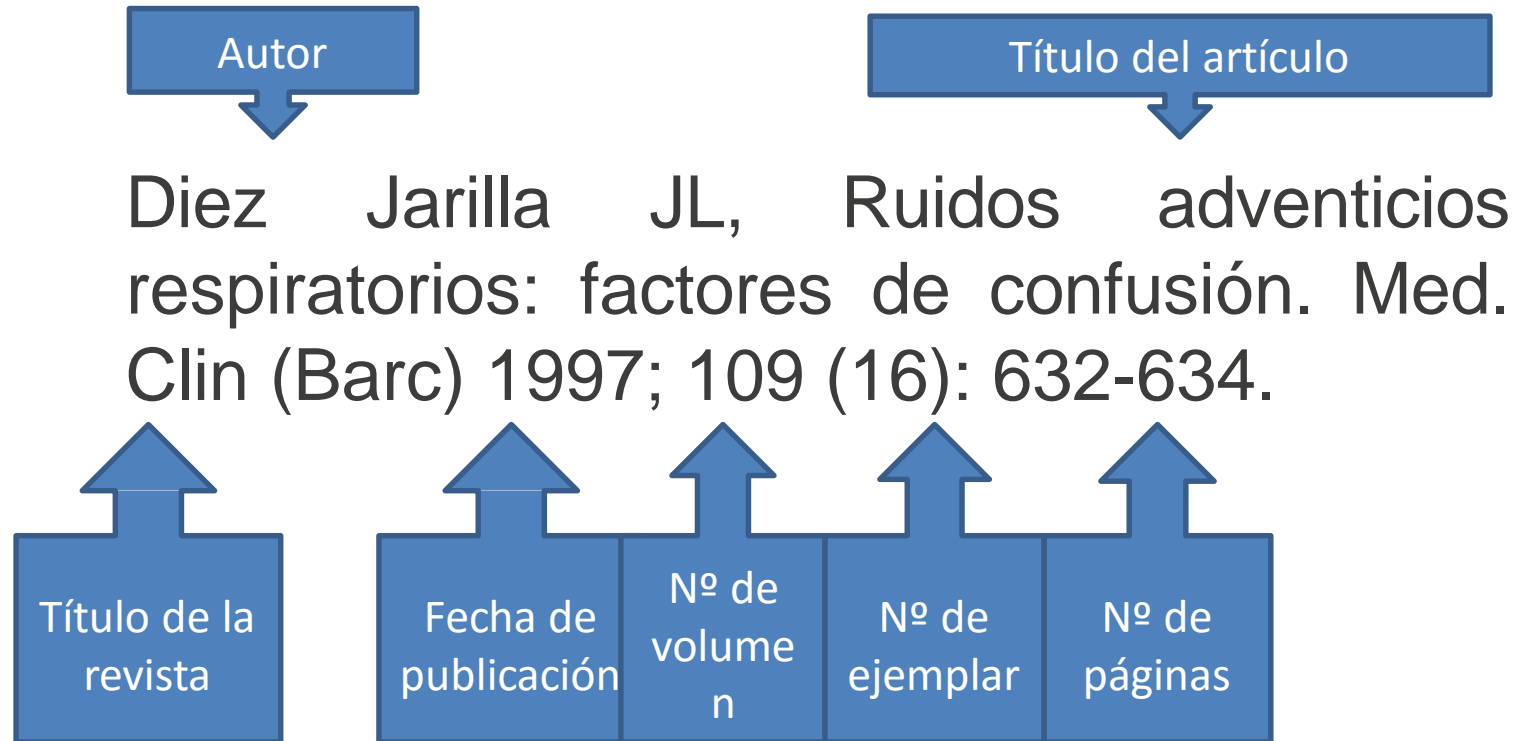 Autor
Título del artículo
Diez Jarilla JL, Ruidos adventicios
respiratorios: factores de confusión. Med.
Clin (Barc) 1997; 109 (16): 632-634.
Título de la
revista
Fecha de
publicación
Nº de
volume
n
Nº de
ejemplar
Nº de
páginas